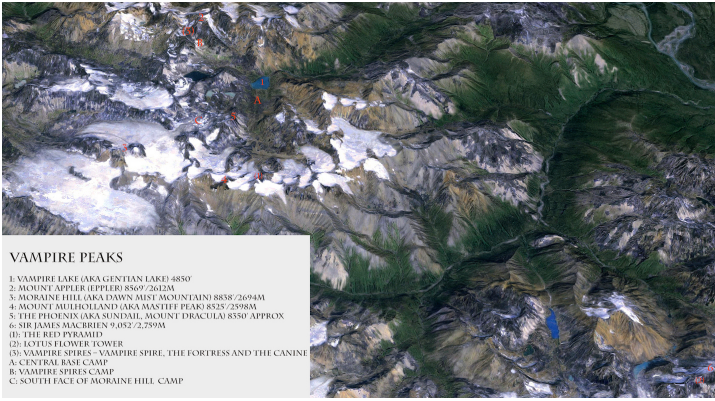 VAMPIRE PEAKS
1: VAMPIRE LAKE (AKA GENTIAN LAKE) 4850'
2: MOUNT APPLER (EPPLER) 8569'/2612M
3: MORAINE HILL (AKA DAWN MIST MOUNTAIN) 8838'/2694M
4: MOUNT MULHOLLAND (AKA MASTIFF PEAK) 8525'/2598M
5: THE PHOENIX (AKA SUNDAIL, MOUNT DRACULA) 8350' APPROX
6: SIR JAMES MACBRIEN 9,052'/2,759M
(1): THE RED PYRAMID
(2): LOTUS FLOWER TOWER
(3): VAMPIRE SPIRES – VAMPIRE SPIRE, THE FORTRESS AND THE CANINE
A: CENTRAL BASE CAMP
B: VAMPIRE SPIRES CAMP
C: SOUTH FACE OF MORAINE HILL CAMP